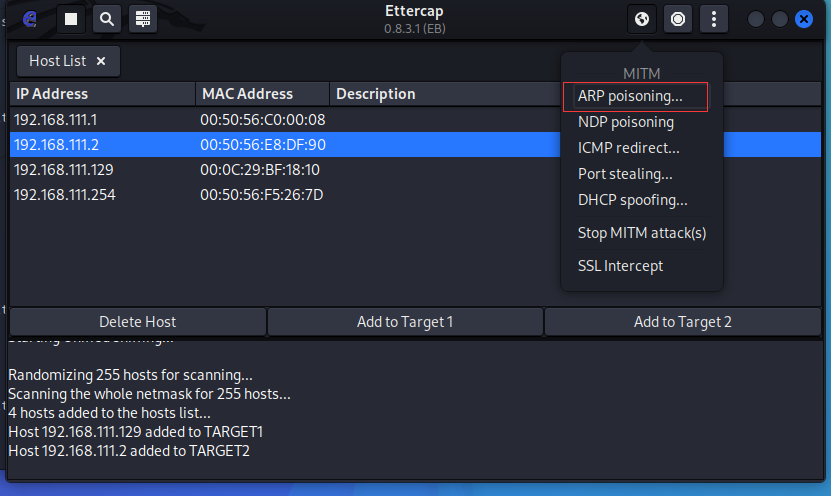 Ettercap
0.8.3.1 (EB)
Host List ×
IP Address MAC Address Description
192.168.111.1 00:50:56:C0:00:08
192.168.111.2 00:50:56:E8:DF:90
192.168.111.129 00:0C:29:BF:18:10
192.168.111.254 00:50:56:F5:26:7D
MITM
ARP poisoning...
NDP poisoning
ICMP redirect...
Port stealing...
DHCP spoofing...
Stop MITM attack(s)
SSL Intercept
Delete Host Add to Target 1 Add to Target 2
Randomizing 255 hosts for scanning...
Scanning the whole netmask for 255 hosts...
4 hosts added to the hosts list...
Host 192.168.111.129 added to TARGET1
Host 192.168.111.2 added to TARGET2